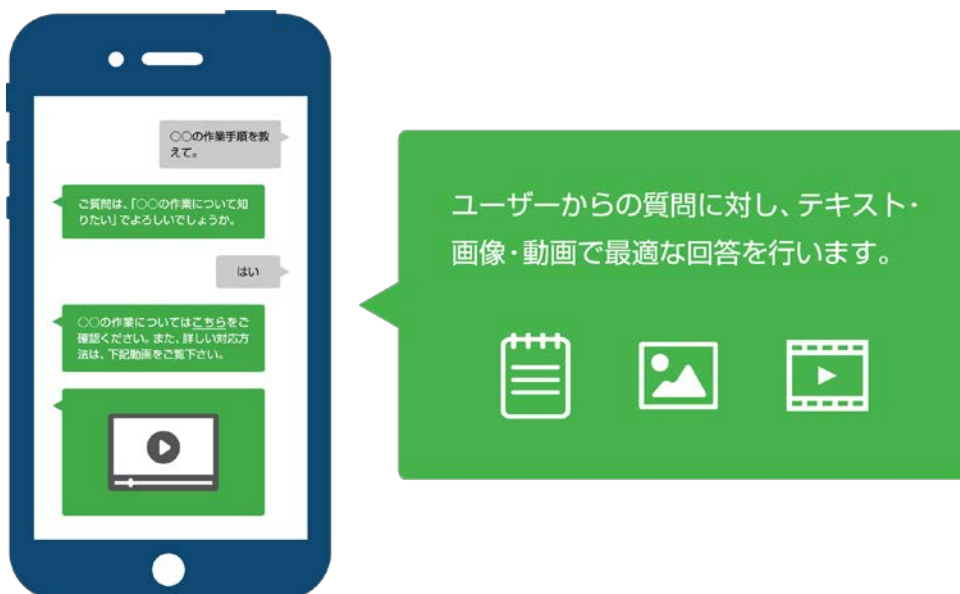 ○○の作業手順を教
えて。
ご質問は、「○○の作業について知
りたい」でよろしいでしょうか。
はい
○○の作業についてはこちらをご
確認ください。また、詳しい対応方
法は、下記動画をご覧下さい。
ユーザーからの質問に対し、テキスト・
画像・動画で最適な回答を行います。